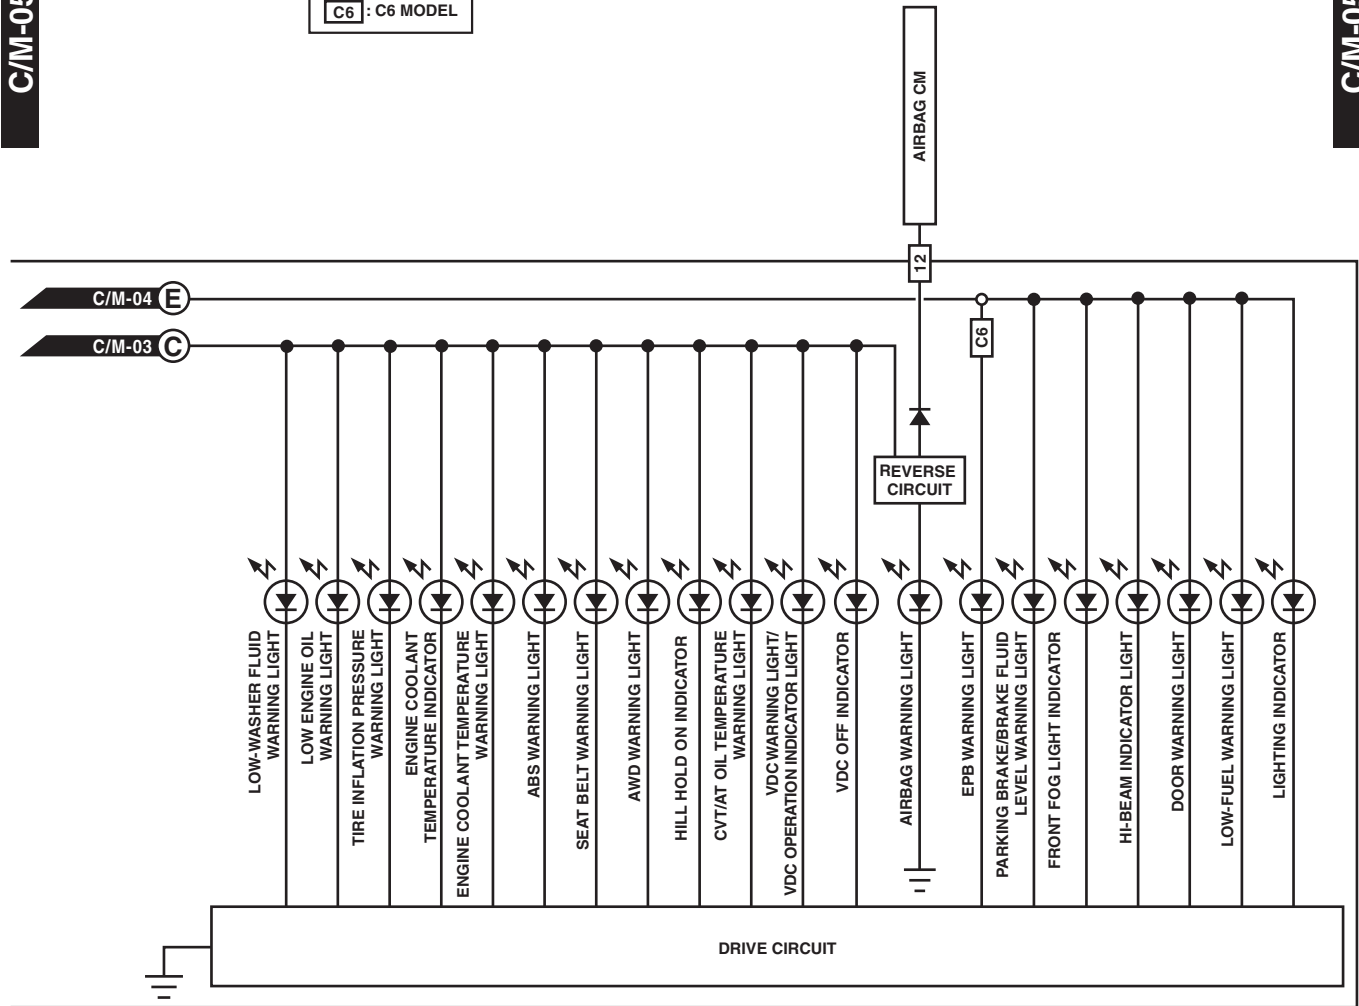 C/M-05
C6 : C6 MODEL
C/M-05
AIRBAG CM
12
C/M-04 E
C/M-03 C
C6
REVERSE
CIRCUIT
LOW-WASHER FLUID
WARNING LIGHT
LOW ENGINE OIL
WARNING LIGHT
TIRE INFLATION PRESSURE
WARNING LIGHT
ENGINE COOLANT
TEMPERATURE INDICATOR
ENGINE COOLANT TEMPERATURE
WARNING LIGHT
ABS WARNING LIGHT
SEAT BELT WARNING LIGHT
AWD WARNING LIGHT
HILL HOLD ON INDICATOR
CVT/AT OIL TEMPERATURE
WARNING LIGHT
VDC WARNING LIGHT/
VDC OPERATION INDICATOR LIGHT
VDC OFF INDICATOR
AIRBAG WARNING LIGHT
EPB WARNING LIGHT
PARKING BRAKE/BRAKE FLUID
LEVEL WARNING LIGHT
FRONT FOG LIGHT INDICATOR
HI-BEAM INDICATOR LIGHT
DOOR WARNING LIGHT
LOW-FUEL WARNING LIGHT
LIGHTING INDICATOR
DRIVE CIRCUIT